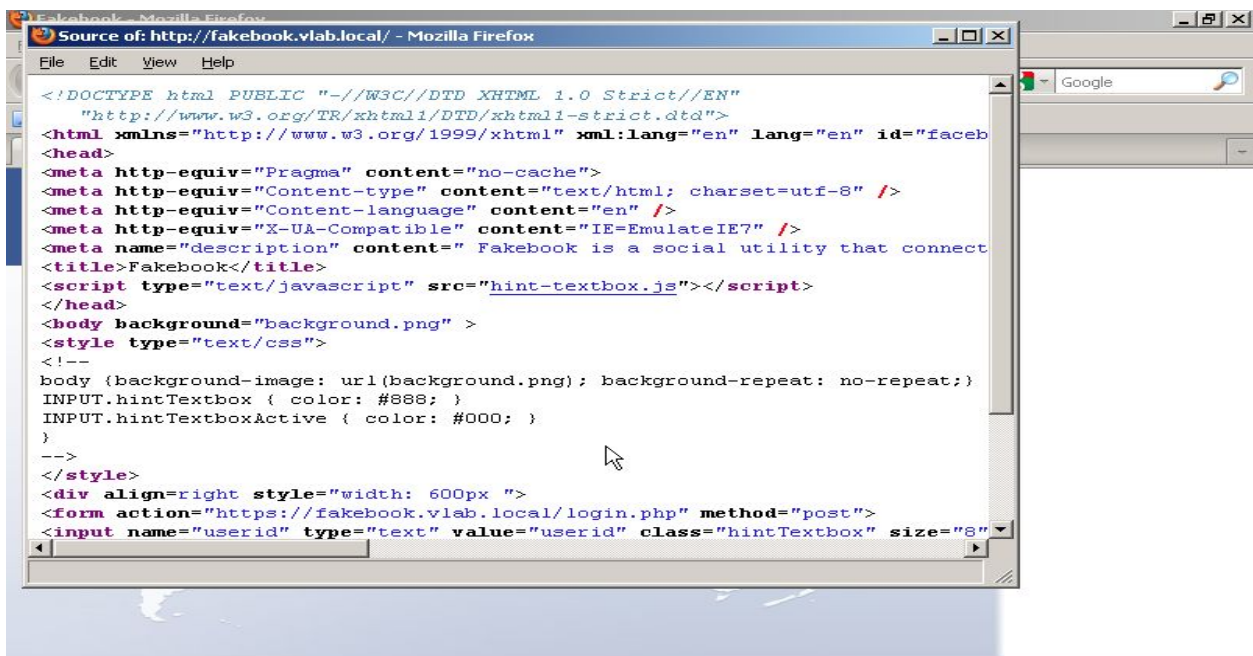 Fakebook - Mozilla Firefox
Source of: http://fakebook.vlab.local/ - Mozilla Firefox
File Edit View Help
Google
<!DOCTYPE html PUBLIC "-//W3C//DTD XHTML 1.0 Strict//EN"
"http://www.w3.org/TR/xhtml1/DTD/xhtml1-strict.dtd">
<html xmlns="http://www.w3.org/1999/xhtml" xml:lang="en" lang="en" id="faceb
<head>
<meta http-equiv="Pragma" content="no-cache">
<meta http-equiv="Content-type" content="text/html; charset=utf-8" />
<meta http-equiv="Content-language" content="en" />
<meta http-equiv="X-UA-Compatible" content="IE=EmulateIE7" />
<meta name="description" content=" Fakebook is a social utility that connect
<title>Fakebook</title>
<script type="text/javascript" src="hint-textbox.js"></script>
</head>
<body background="background.png" >
<style type="text/css">
<!--
body {background-image: url(background.png); background-repeat: no-repeat;}
INPUT.hintTextbox { color: #888; }
INPUT.hintTextboxActive { color: #000; }
}
-->
</style>
<div align=right style="width: 600px ">
<form action="https://fakebook.vlab.local/login.php" method="post">
<input name="userid" type="text" value="userid" class="hintTextbox" size="8"